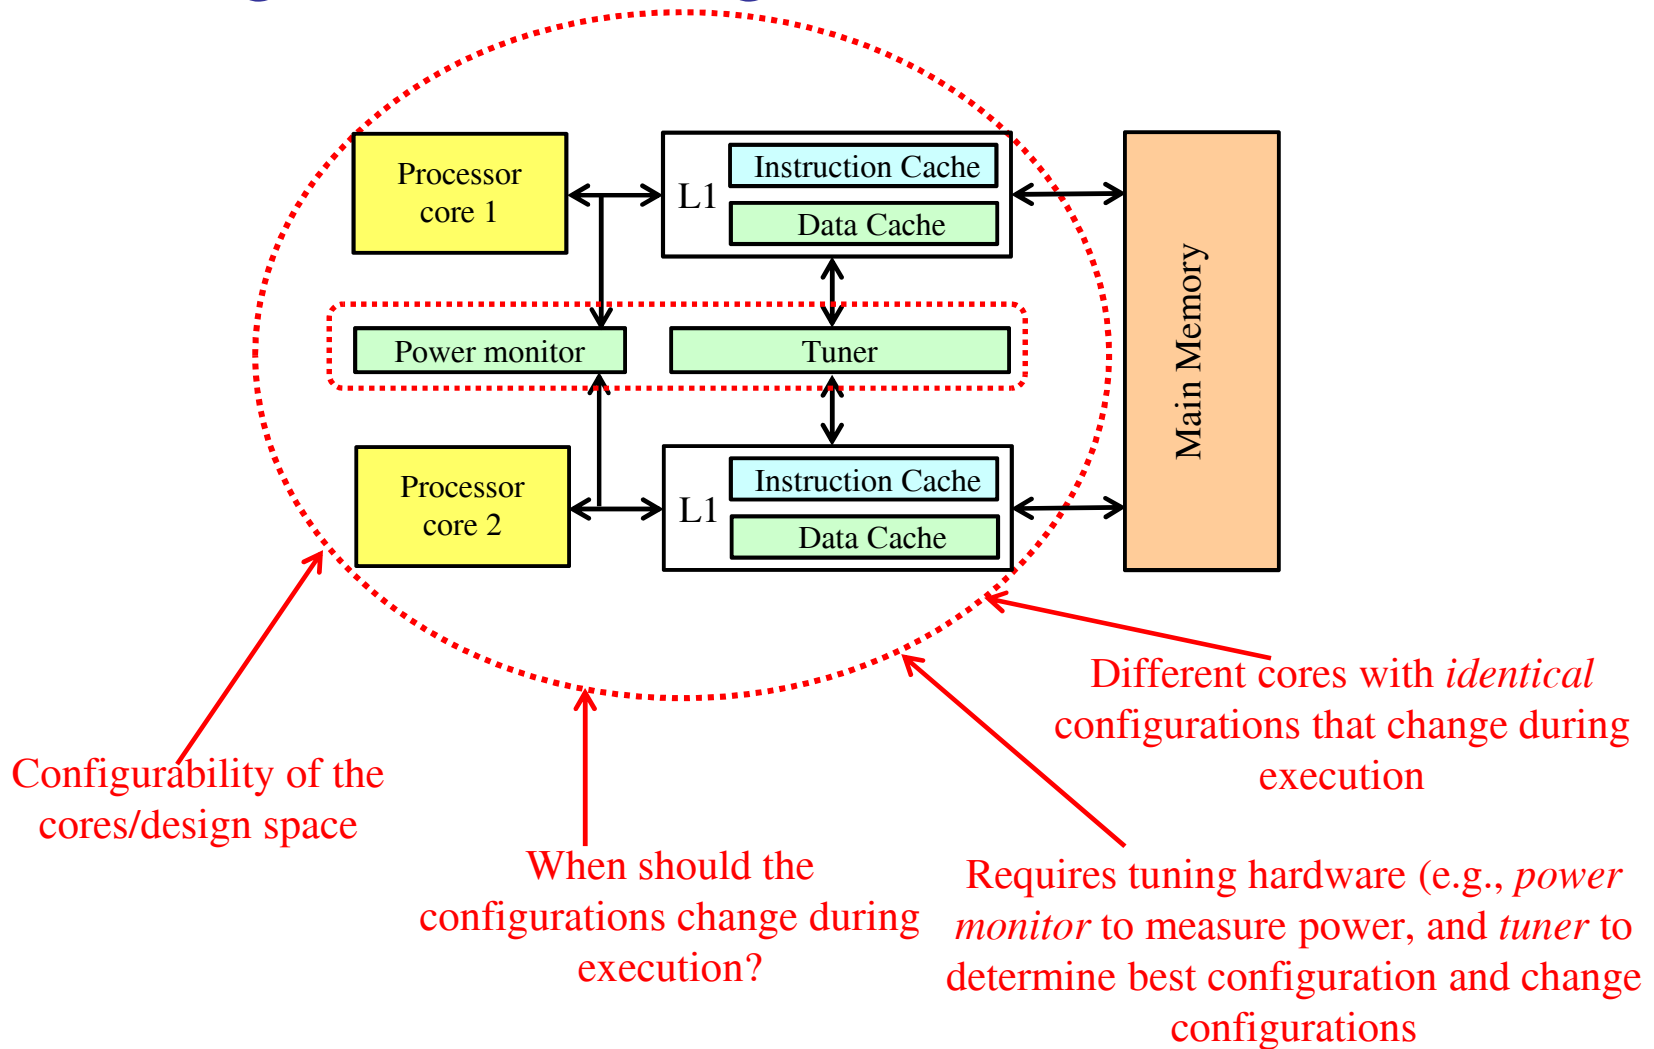 Processor
core 1
L1
Instruction Cache
Data Cache
Power monitor
Tuner
Main Memory
Processor
core 2
L1
Instruction Cache
Data Cache
Different cores with identical
configurations that change during
execution
Configurability of the
cores/design space
When should the
configurations change during
execution?
Requires tuning hardware (e.g., power
monitor to measure power, and tuner to
determine best configuration and change
configurations